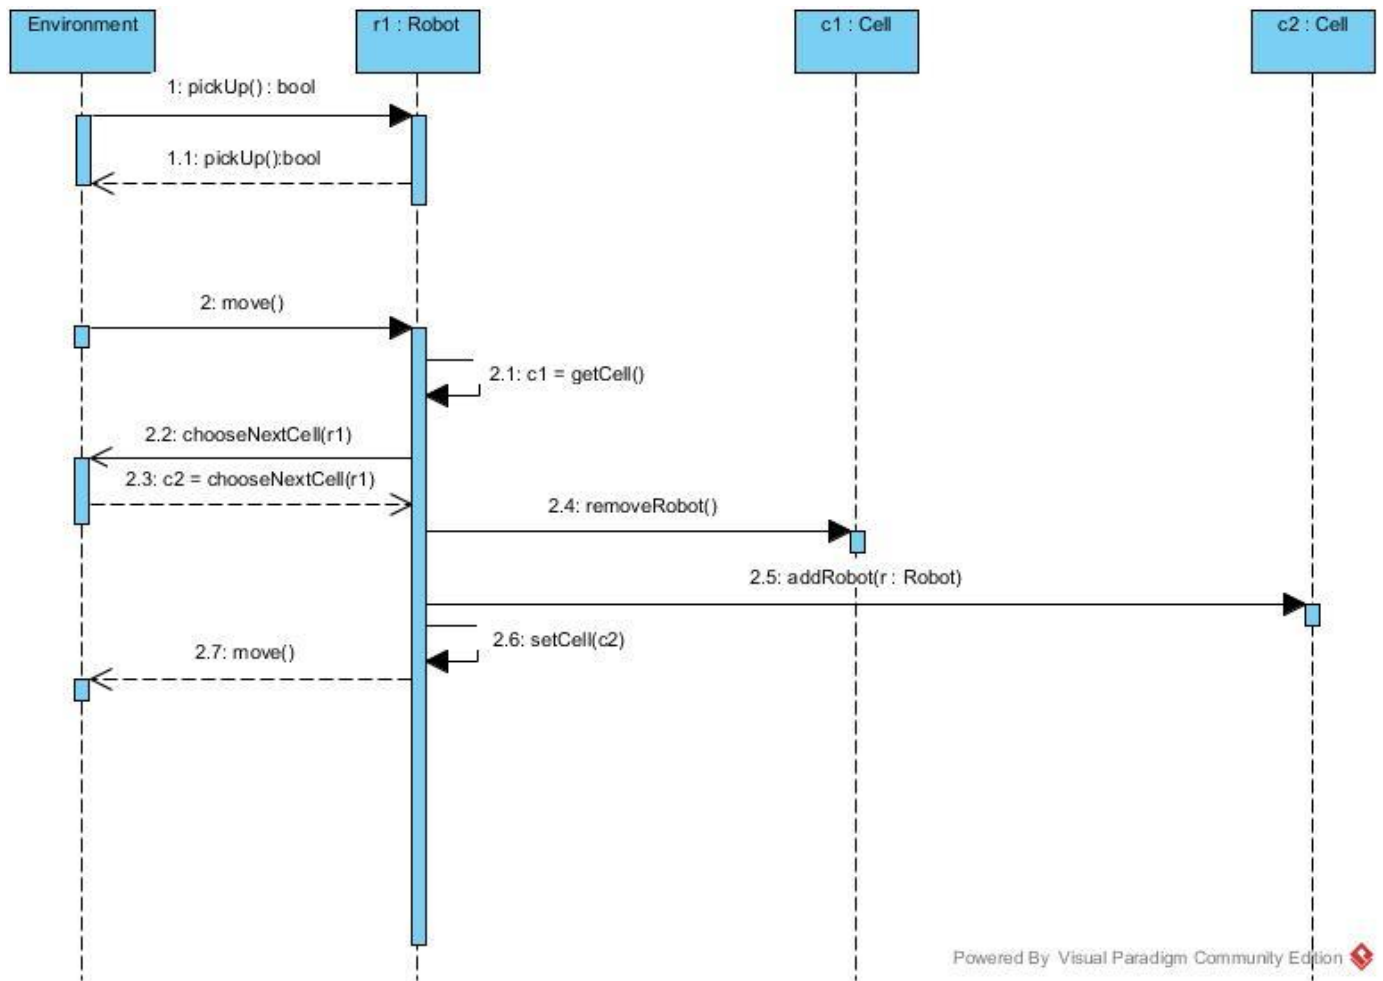 Environment
r1 : Robot
c1 : Cell
c2 : Cell
1: pickUp() : bool
1.1: pickUp():bool
2: move()
2.1: c1 = getCell()
2.2: chooseNextCell(r1)
2.3: c2 = chooseNextCell(r1)
2.4: removeRobot()
2.5: addRobot(r : Robot)
2.6: setCell(c2)
2.7: move()
Powered By Visual Paradigm Community Edition